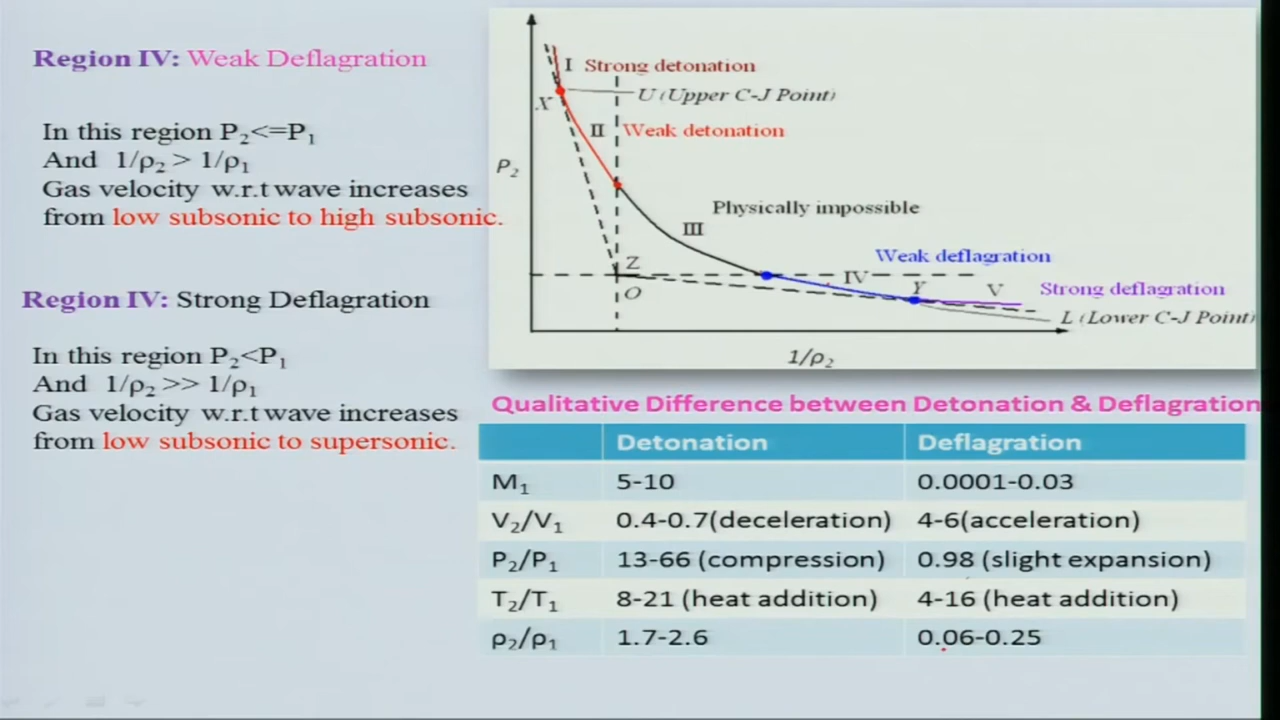 Region IV: Weak Deflagration
In this region P₂<=P₁
And 1/ρ₂ > 1/ρ₁
Gas velocity w.r.t wave increases
from low subsonic to high subsonic.
Region IV: Strong Deflagration
In this region P₂<P₁
And 1/ρ₂ >> 1/ρ₁
Gas velocity w.r.t wave increases
from low subsonic to supersonic.
I Strong detonation
U (Upper C-J Point)
X
II Weak detonation
P₂
Physically impossible
III
Weak deflagration
Z
IV
O
Y
V
Strong deflagration
L (Lower C-J Point)
1/ρ₂
Qualitative Difference between Detonation & Deflagration
Detonation Deflagration
M₁ 5-10 0.0001-0.03
V₂/V₁ 0.4-0.7(deceleration) 4-6(acceleration)
P₂/P₁ 13-66 (compression) 0.98 (slight expansion)
T₂/T₁ 8-21 (heat addition) 4-16 (heat addition)
ρ₂/ρ₁ 1.7-2.6 0.06-0.25